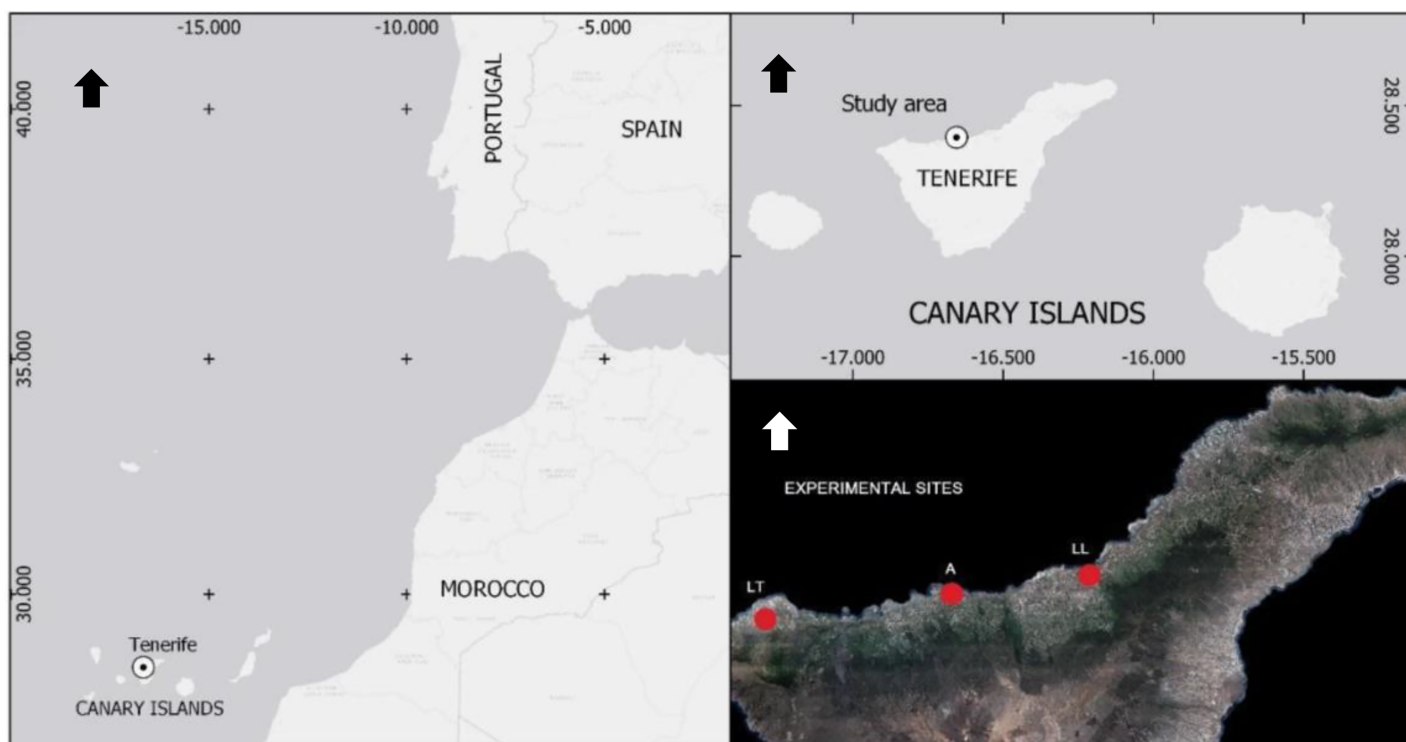 -15.000
-10.000
-5.000
40.000
35.000
30.000
PORTUGAL
SPAIN
MOROCCO
Tenerife
CANARY ISLANDS
Study area
TENERIFE
CANARY ISLANDS
28.500
28.000
-17.000
-16.500
-16.000
-15.500
EXPERIMENTAL SITES
LT
A
LL